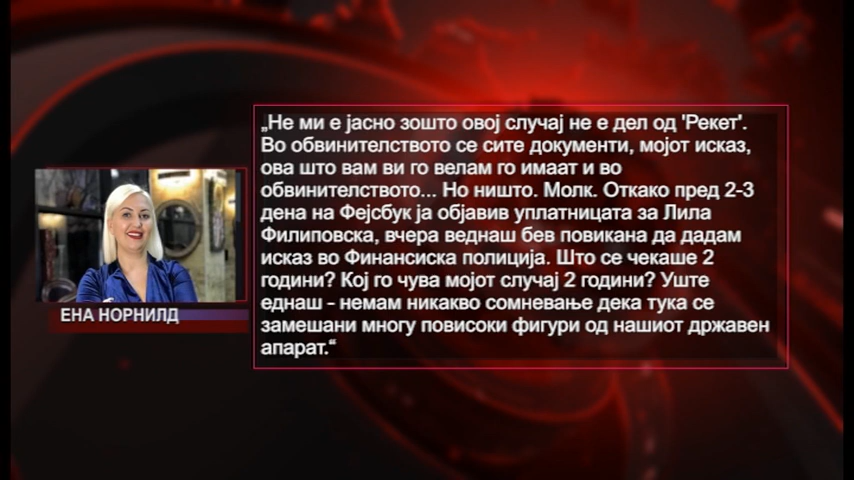 „Не ми е јасно зошто овој случај не е дел од 'Рекет'.
Во обвинителството се сите документи, мојот исказ,
ова што вам ви го велам го имаат и во
обвинителството... Но ништо. Молк. Откако пред 2-3
дена на Фејсбук ја објавив уплатницата за Лила
Филиповска, вчера веднаш бев повикана да дадам
исказ во Финансиска полиција. Што се чекаше 2
години? Кој го чува мојот случај 2 години? Уште
еднаш - немам никакво сомневање дека тука се
замешани многу повисоки фигури од нашиот државен
апарат.“
ЕНА НОРНИЛД